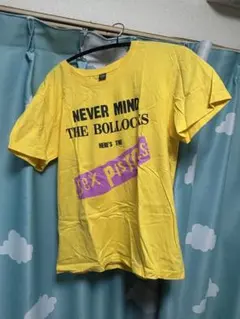 NEVER MIND
THE BOLLOCKS
HERE'S THE
SEX PISTOLS